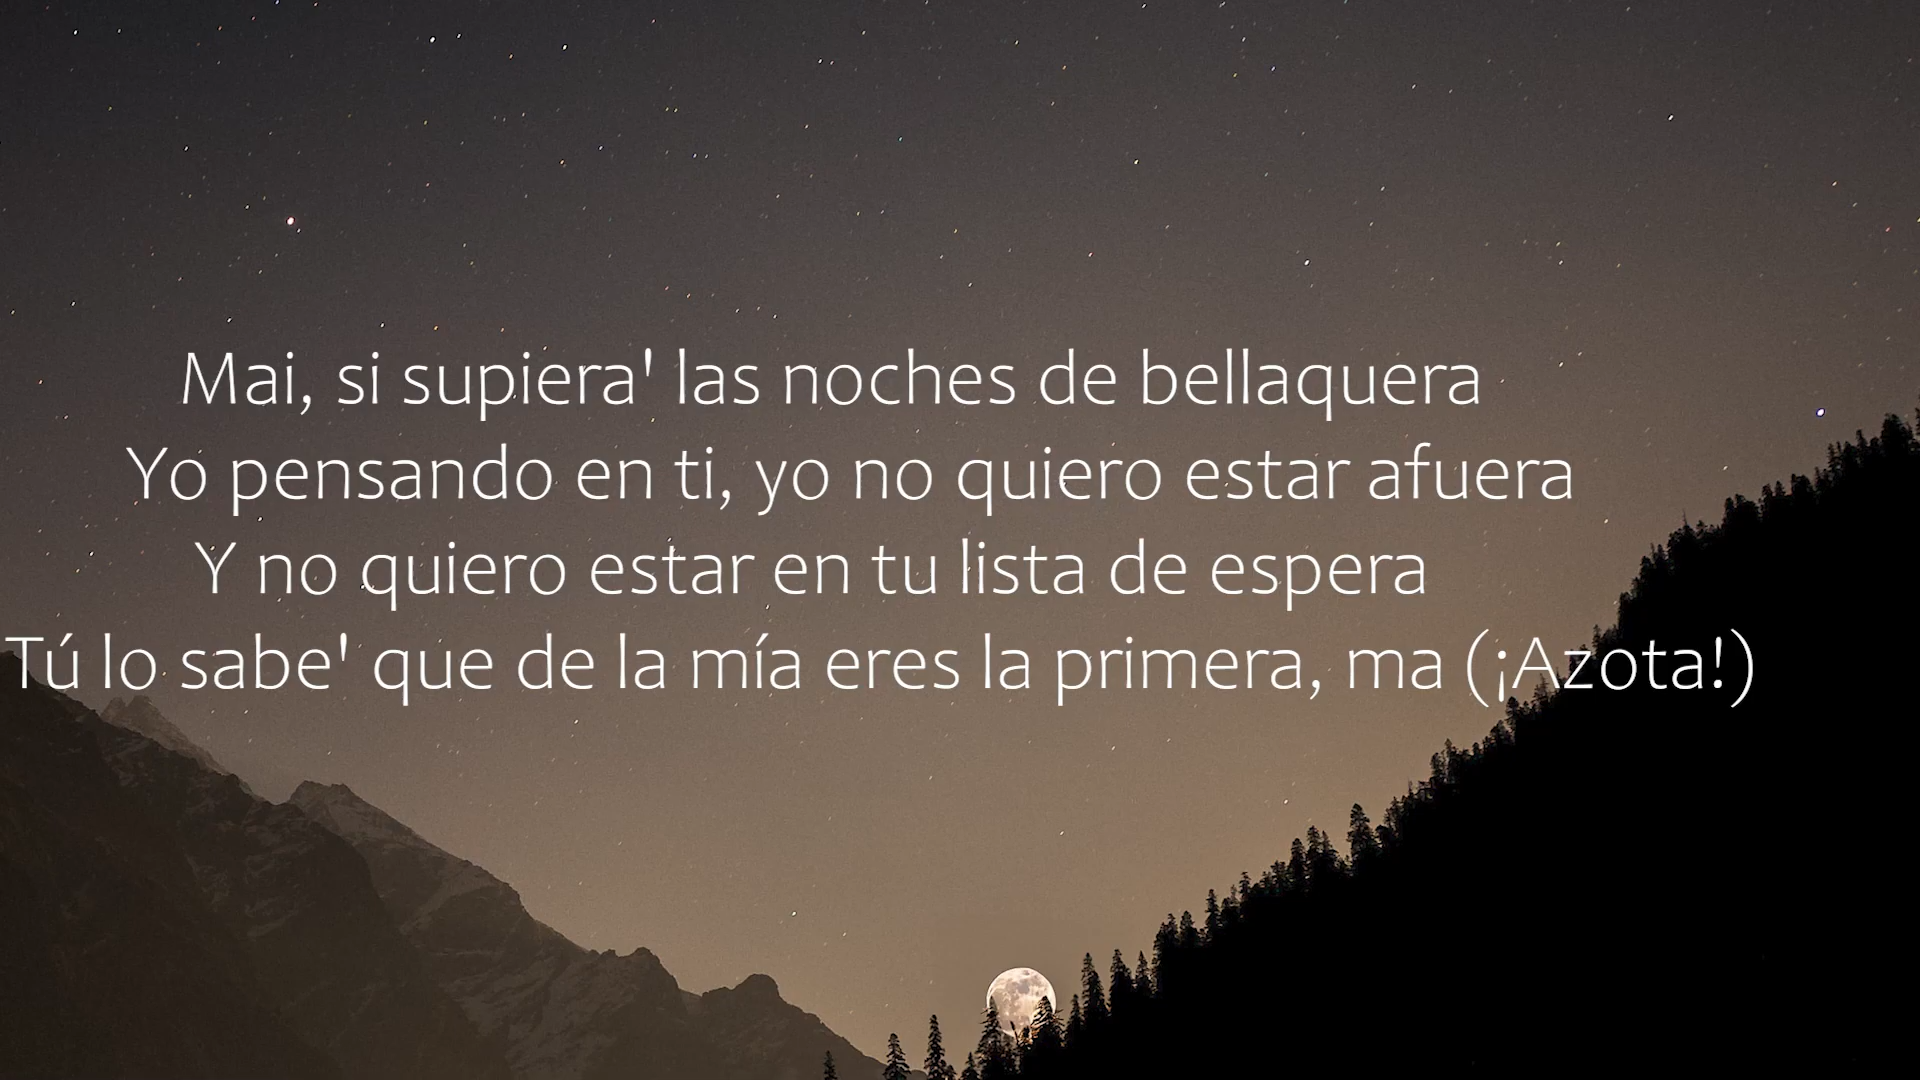 Mai, si supiera' las noches de bellaquera
Yo pensando en ti, yo no quiero estar afuera
Y no quiero estar en tu lista de espera
Tú lo sabe' que de la mía eres la primera, ma (¡Azota!)